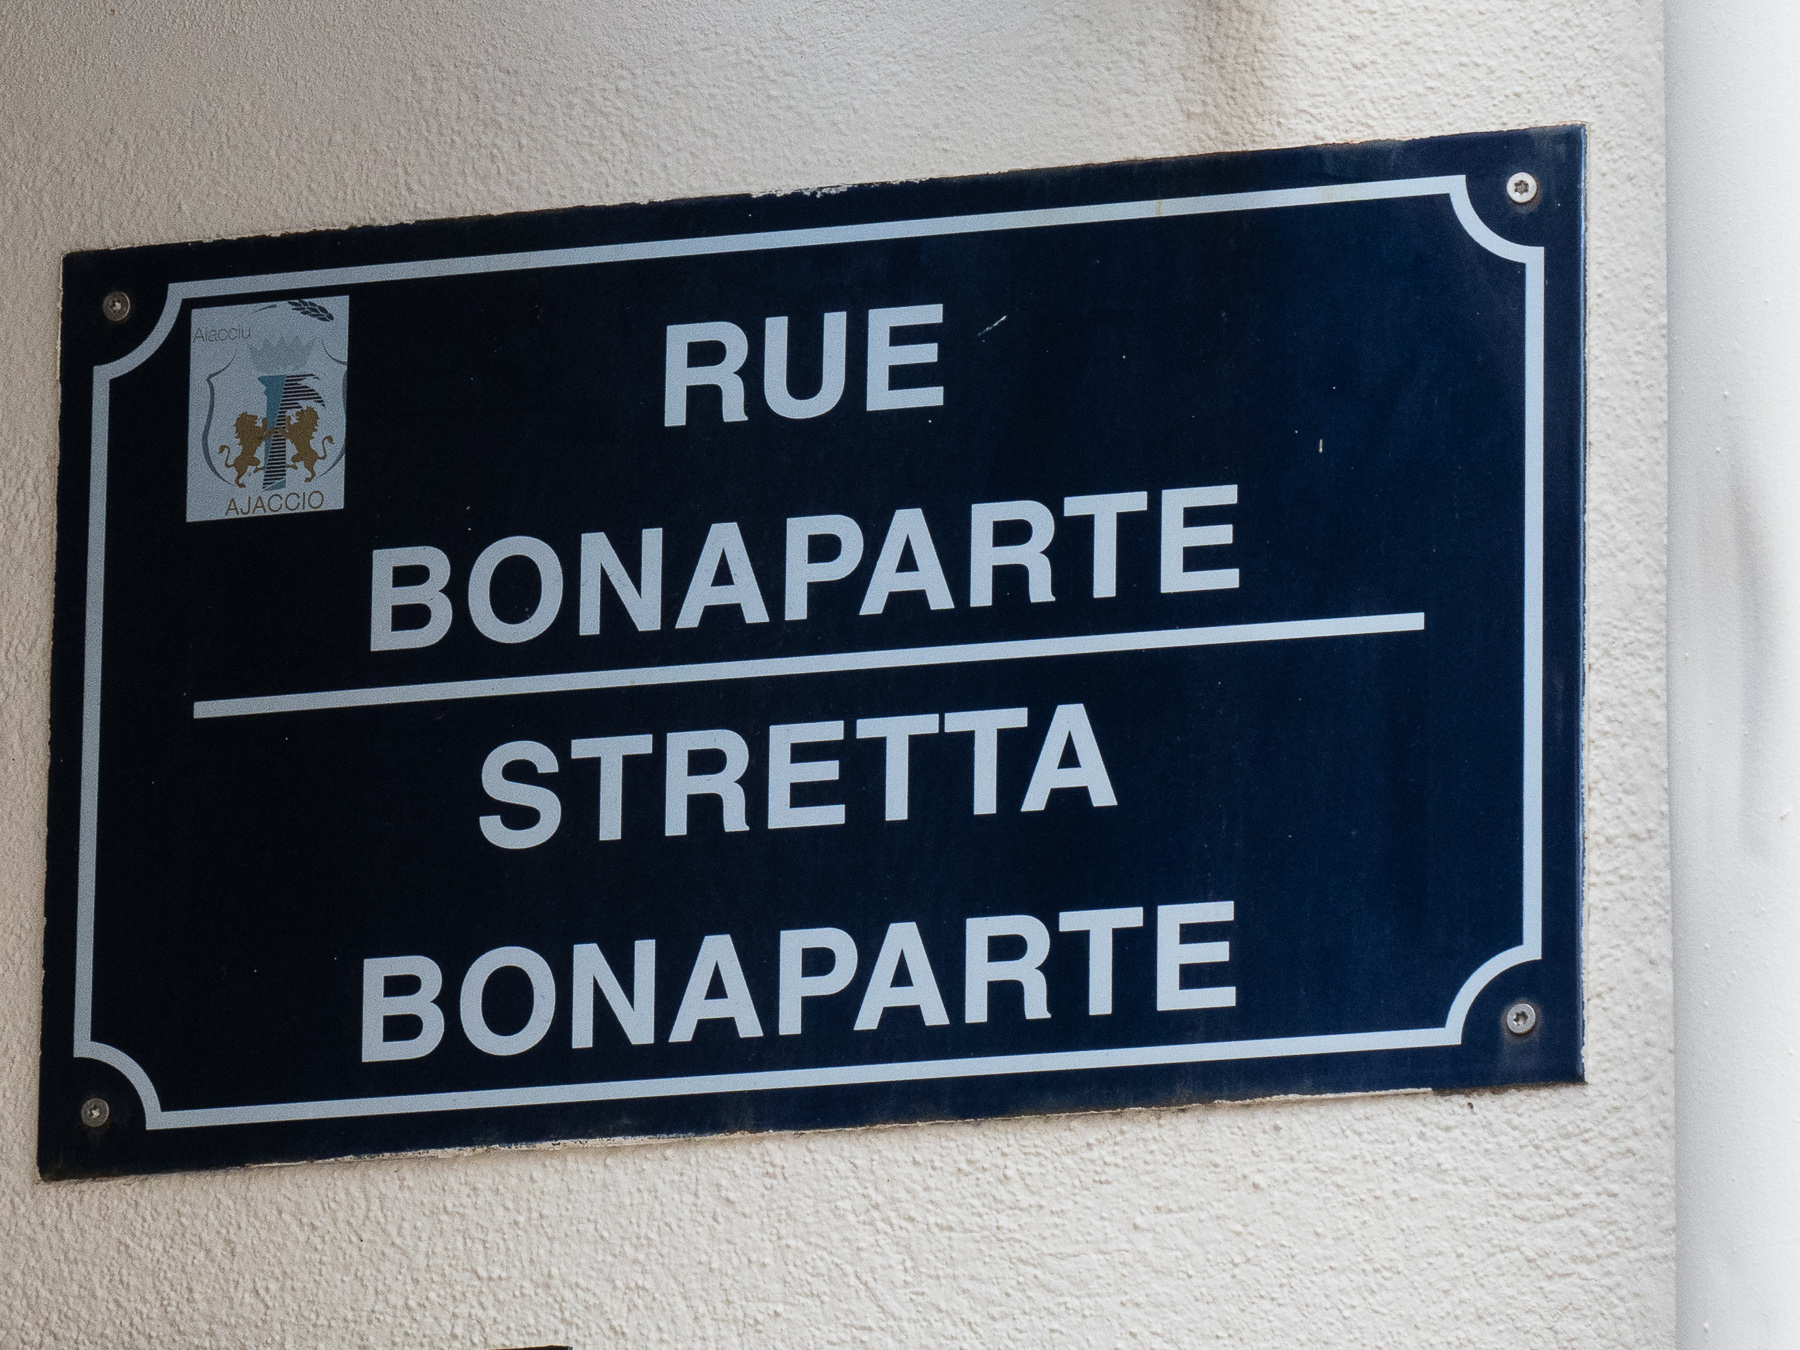 Aiacciu
AJACCIO
RUE
BONAPARTE
STRETTA
BONAPARTE